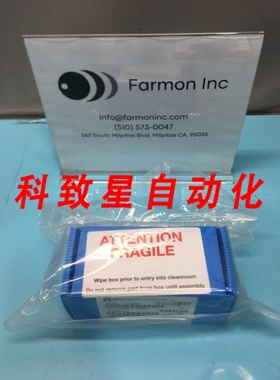 Farmon Inc
info@farmoninc.com
(510) 573-0047
562 South Milpitas Blvd, Milpitas CA, 95035
科致星自动化
ATTENTION
FRAGILE
Wipe box prior to entry into cleanroom
Do not remove part from box until assembly